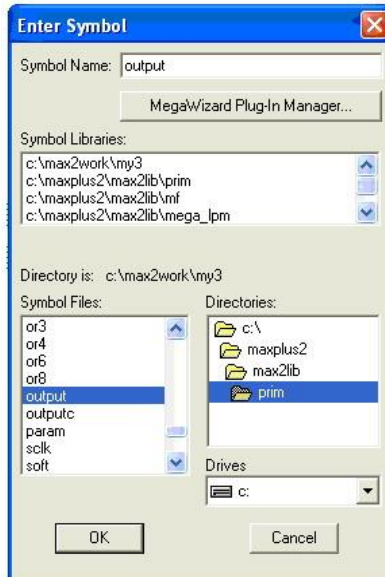 Enter Symbol
Symbol Name: output
MegaWizard Plug-In Manager...
Symbol Libraries:
c:\max2work\my3
c:\maxplus2\max2lib\prim
c:\maxplus2\max2lib\mf
c:\maxplus2\max2lib\mega_lpm
Directory is: c:\max2work\my3
Symbol Files:
or3
or4
or6
or8
output
outputc
param
sclk
soft
Directories:
c:\
maxplus2
max2lib
prim
Drives
c:
OK
Cancel